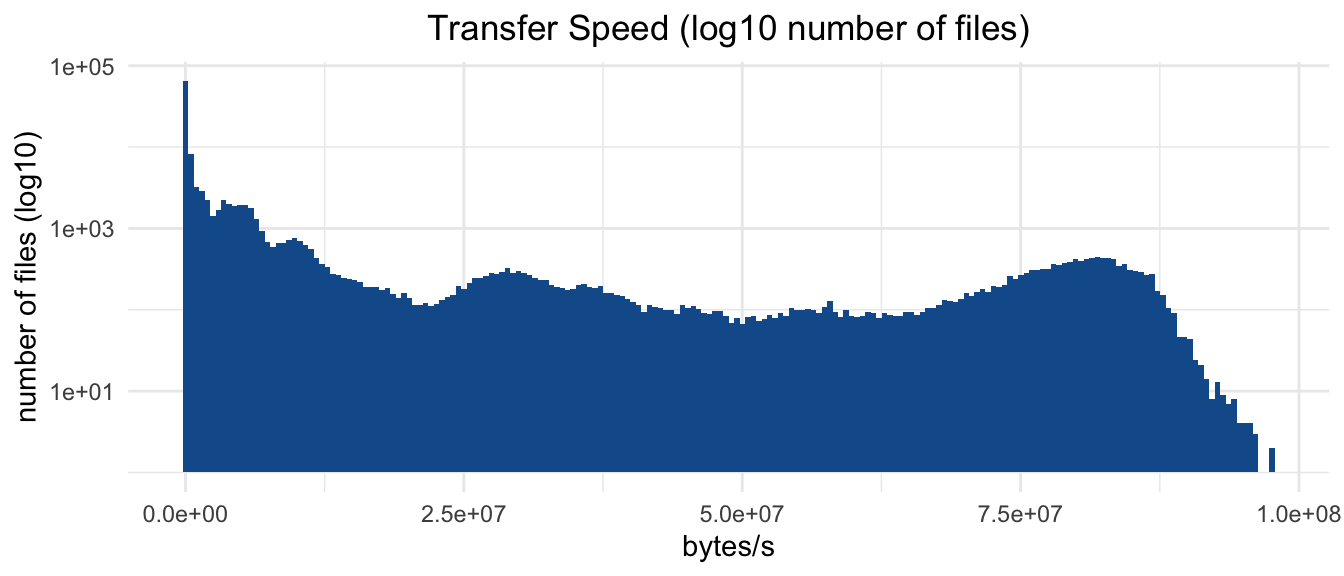 Transfer Speed (log10 number of files)
number of files (log10)
1e+05
1e+03
1e+01
0.0e+00 2.5e+07 5.0e+07 7.5e+07 1.0e+08
bytes/s